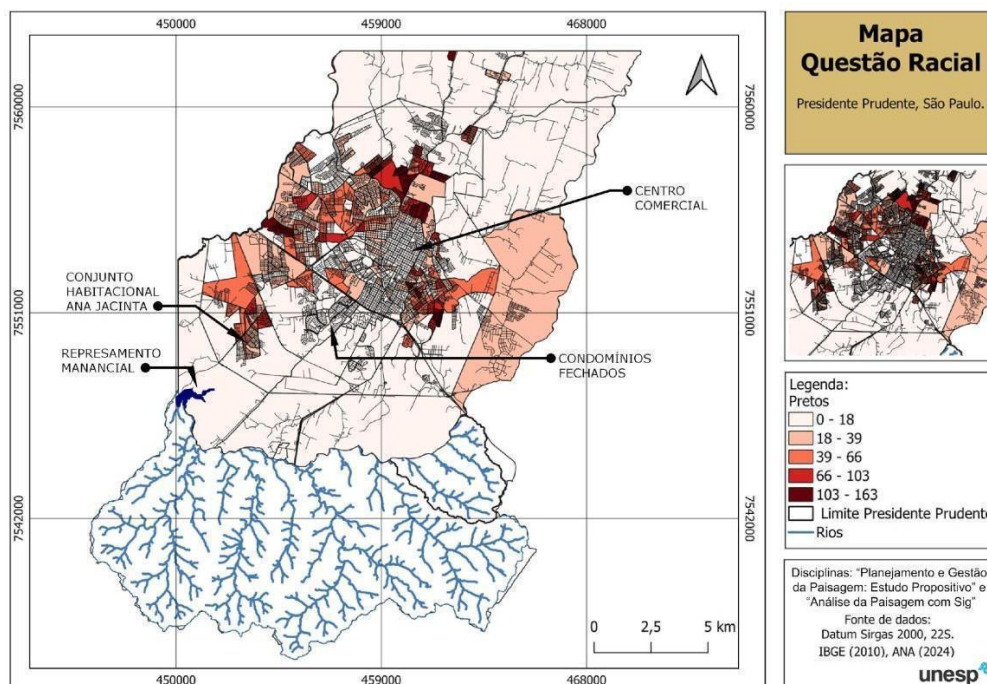 450000
459000
468000
7560000
7551000
7542000
7560000
7551000
7542000
CENTRO
COMERCIAL
CONJUNTO
HABITACIONAL
ANA JACINTA
REPRESAMENTO
MANANCIAL
CONDOMÍNIOS
FECHADOS
0 2,5 5 km
450000
459000
468000
Mapa
Questão Racial
Presidente Prudente, São Paulo.
Legenda:
Pretos
0 - 18
18 - 39
39 - 66
66 - 103
103 - 163
Limite Presidente Prudente
Rios
Disciplinas: "Planejamento e Gestão
da Paisagem: Estudo Propositivo" e
"Análise da Paisagem com Sig"
Fonte de dados:
Datum Sirgas 2000, 22S.
IBGE (2010), ANA (2024)
unesp